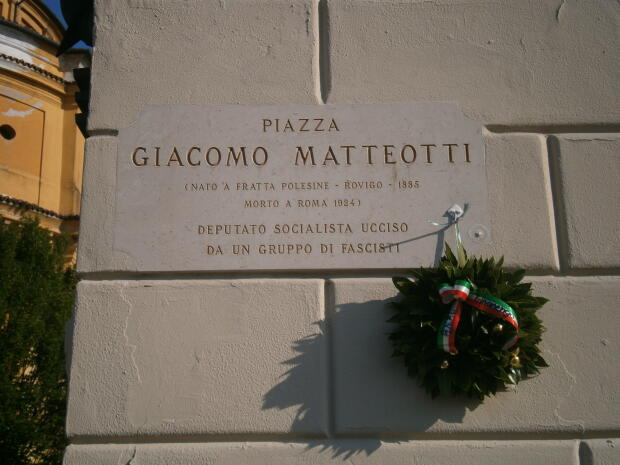 PIAZZA
GIACOMO MATTEOTTI
(NATO A FRATTA POLESINE - ROVIGO - 1885
MORTO A ROMA 1924)
DEPUTATO SOCIALISTA UCCISO
DA UN GRUPPO DI FASCISTI